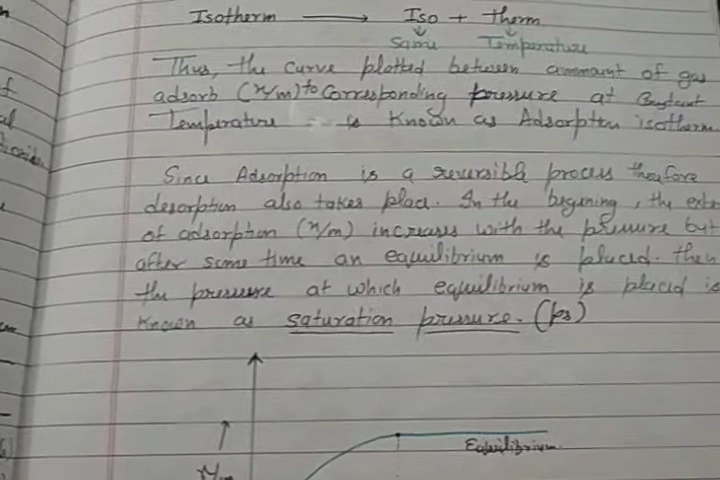 Isotherm → Iso + therm
↓ ↓
Same Temperature
Thus, the curve plotted between ammount of gas
adsorb (x/m) to Corresponding pressure at Constant
Temperature is Known as Adsorption isotherm
Since Adsorption is a reversible process therefore
desorption also takes place. In the begining, the exte
of adsorption (x/m) increases with the pressure but
after some time an equilibrium is placed. then
the pressure at which equilibrium is placed is
Known as saturation pressure. (Ps)
Equilibrium
x/m